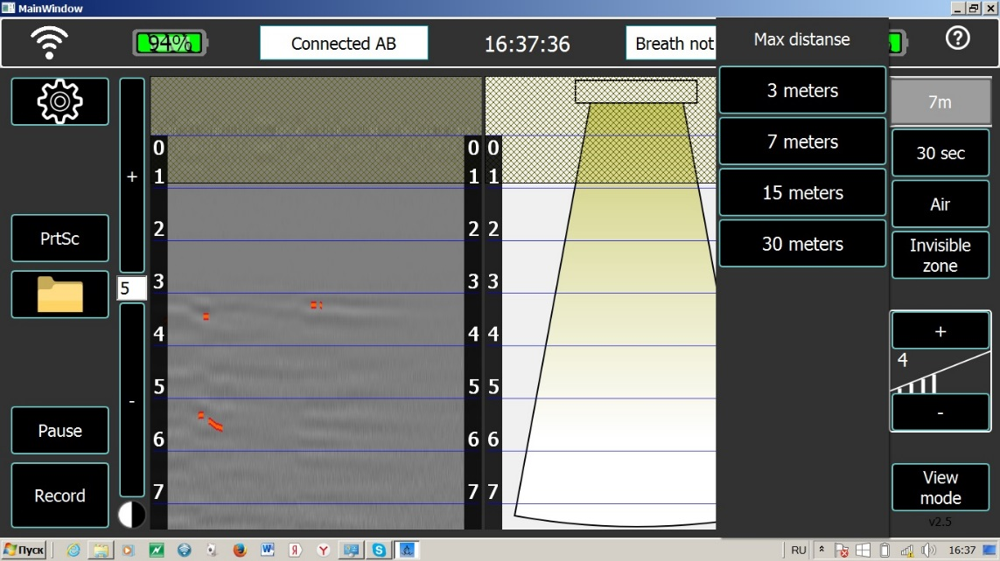 MainWindow
94%
Connected AB
16:37:36
Breath not
Max distanse
3 meters
7m
7 meters
30 sec
15 meters
Air
30 meters
Invisible
zone
PrtSc
+
5
-
0 0 0
1 1 1
2 2 2
3 3 3
4 4 4
5 5 5
6 6 6
7 7 7
+
4
-
Pause
Record
View
mode
v2.5
Пуск
RU
16:37